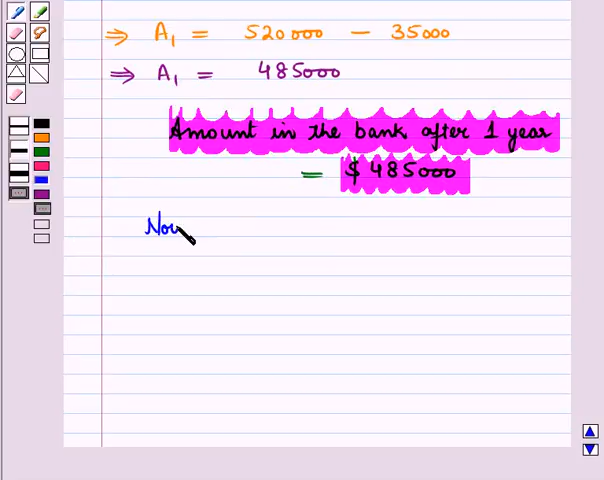 ⇒ A₁ = 520000 - 35000
⇒ A₁ = 485000
Amount in the bank after 1 year
= $ 485000
Now